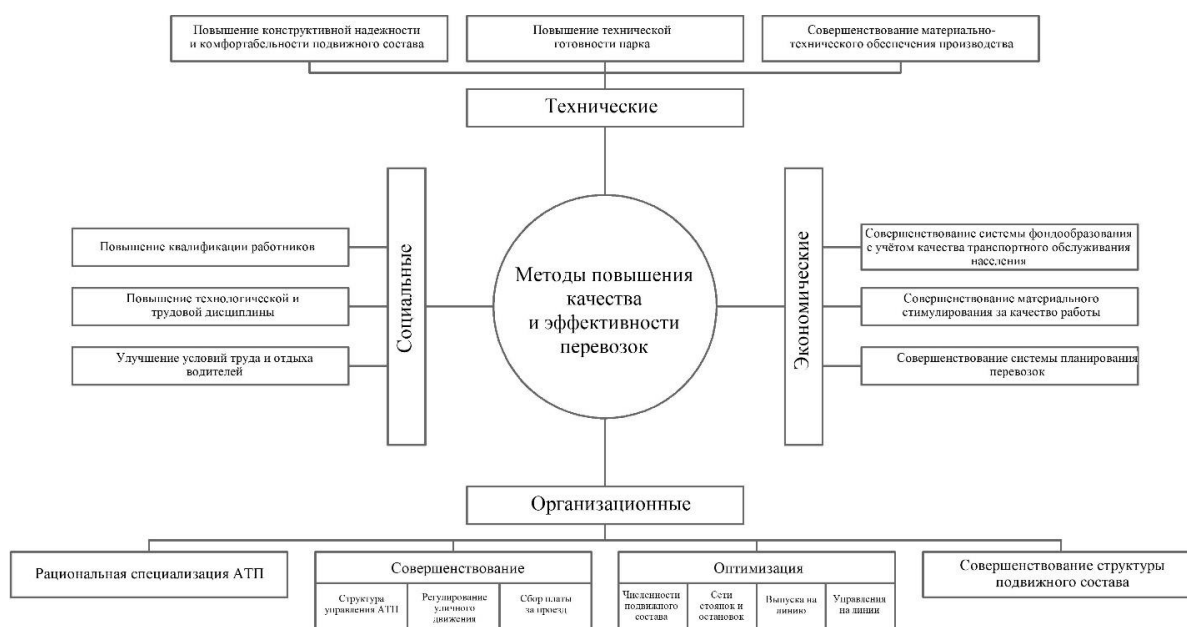 Повышение конструктивной надежности
и комфортабельности подвижного состава
Повышение технической
готовности парка
Совершенствование материально-
технического обеспечения производства
Технические
Социальные
Повышение квалификации работников
Повышение технологической и
трудовой дисциплины
Улучшение условий труда и отдыха
водителей
Методы повышения
качества
и эффективности
перевозок
Экономические
Совершенствование системы фондообразования
с учётом качества транспортного обслуживания
населения
Совершенствование материального
стимулирования за качество работы
Совершенствование системы планирования
перевозок
Организационные
Рациональная специализация АТП
Совершенствование
Структура
управления АТП
Регулирование
уличного
движения
Сбор платы
за проезд
Оптимизация
Численности
подвижного
состава
Сети
стоянок и
остановок
Выпуска на
линию
Управления
на линии
Совершенствование структуры
подвижного состава